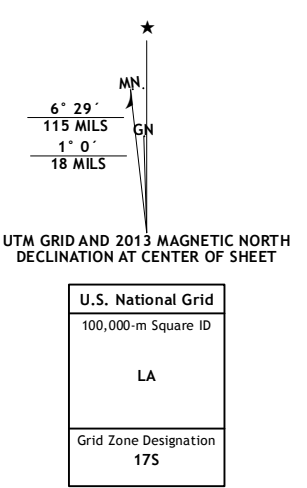 ★
MN
GN
6° 29´
115 MILS
1° 0´
18 MILS
UTM GRID AND 2013 MAGNETIC NORTH
DECLINATION AT CENTER OF SHEET
U.S. National Grid
100,000-m Square ID
LA
Grid Zone Designation
17S